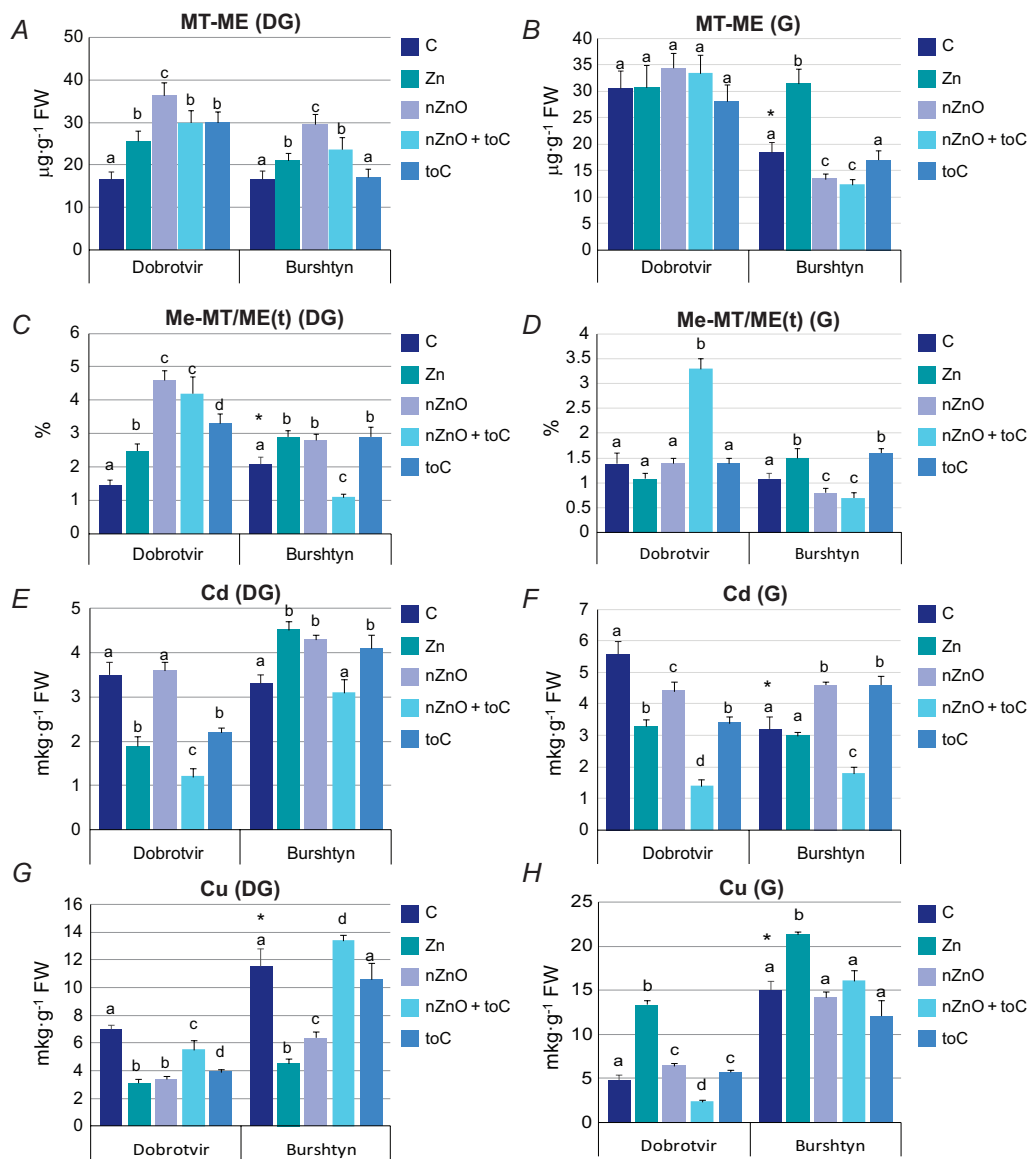 A
MT-ME (DG)
µg·g⁻¹ FW
50
40
30
20
10
0
a
b
c
b
b
a
b
c
b
a
Dobrotvir
Burshtyn
C
Zn
nZnO
nZnO + toC
toC
B
MT-ME (G)
µg·g⁻¹ FW
40
35
30
25
20
15
10
5
0
a
a
a
a
a
*
a
b
c
c
a
Dobrotvir
Burshtyn
C
Zn
nZnO
nZnO + toC
toC
C
Me-MT/ME(t) (DG)
%
6
5
4
3
2
1
0
a
b
c
c
d
*
a
b
b
c
b
Dobrotvir
Burshtyn
C
Zn
nZnO
nZnO + toC
toC
D
Me-MT/ME(t) (G)
%
4
3.5
3
2.5
2
1.5
1
0.5
0
a
a
a
b
a
a
b
c
c
b
Dobrotvir
Burshtyn
C
Zn
nZnO
nZnO + toC
toC
E
Cd (DG)
mkg·g⁻¹ FW
5
4
3
2
1
0
a
b
a
c
b
a
b
b
a
b
Dobrotvir
Burshtyn
C
Zn
nZnO
nZnO + toC
toC
F
Cd (G)
mkg·g⁻¹ FW
7
6
5
4
3
2
1
0
a
b
c
d
b
*
a
a
b
c
b
Dobrotvir
Burshtyn
C
Zn
nZnO
nZnO + toC
toC
G
Cu (DG)
mkg·g⁻¹ FW
16
14
12
10
8
6
4
2
0
a
b
b
c
d
*
a
b
c
d
a
Dobrotvir
Burshtyn
C
Zn
nZnO
nZnO + toC
toC
H
Cu (G)
mkg·g⁻¹ FW
25
20
15
10
5
0
a
b
c
d
c
*
a
b
a
a
a
Dobrotvir
Burshtyn
C
Zn
nZnO
nZnO + toC
toC